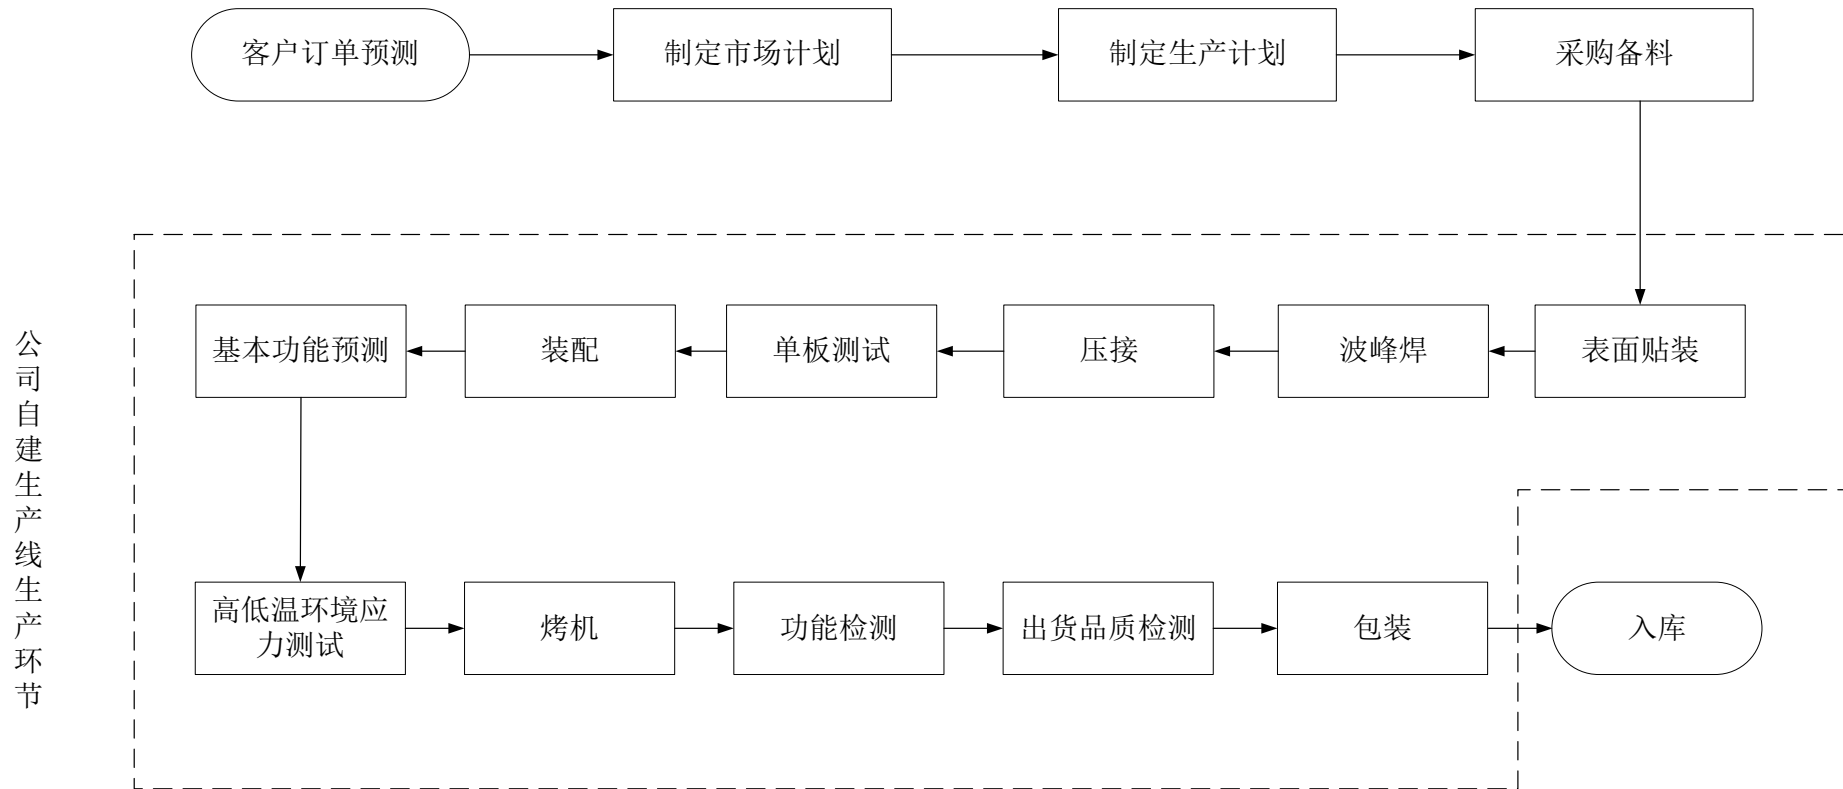 客户订单预测
制定市场计划
制定生产计划
采购备料
公司自建生产线生产环节
基本功能预测
装配
单板测试
压接
波峰焊
表面贴装
高低温环境应
力测试
烤机
功能检测
出货品质检测
包装
入库